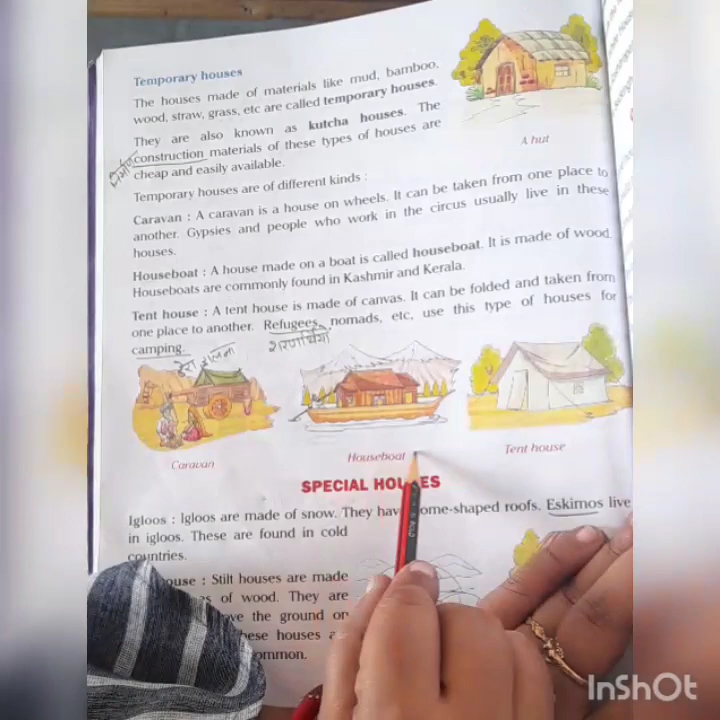 Temporary houses
The houses made of materials like mud, bamboo,
wood, straw, grass, etc are called temporary houses.
They are also known as kutcha houses. The
construction materials of these types of houses are
निर्माण
cheap and easily available.
A hut
Temporary houses are of different kinds :
Caravan : A caravan is a house on wheels. It can be taken from one place to
another. Gypsies and people who work in the circus usually live in these
houses.
Houseboat : A house made on a boat is called houseboat. It is made of wood.
Houseboats are commonly found in Kashmir and Kerala.
Tent house : A tent house is made of canvas. It can be folded and taken from
one place to another. Refugees, nomads, etc, use this type of houses for
camping.
Caravan
Houseboat
Tent house
SPECIAL HOU ES
Igloos : Igloos are made of snow. They hav ome-shaped roofs. Eskimos live
in igloos. These are found in cold
countries.
ouse : Stilt houses are made
of wood. They are
ve the ground on
hese houses a
ommon.
InShOt